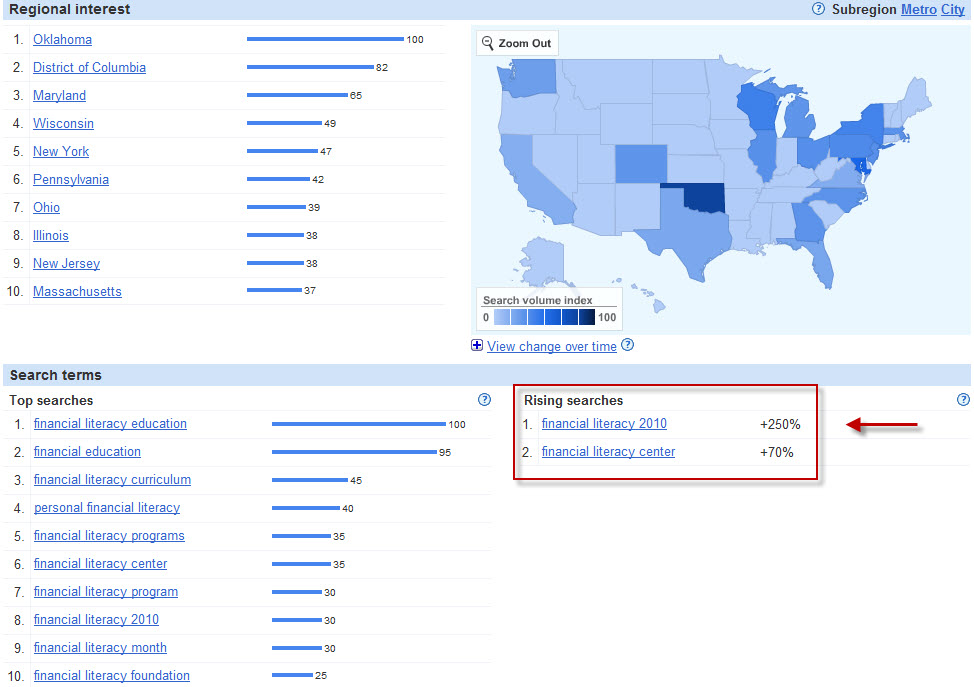 Regional interest
Subregion Metro City
1. Oklahoma 100
2. District of Columbia 82
3. Maryland 65
4. Wisconsin 49
5. New York 47
6. Pennsylvania 42
7. Ohio 39
8. Illinois 38
9. New Jersey 38
10. Massachusetts 37
Zoom Out
Search volume index
0 100
View change over time ?
Search terms
Top searches ?
1. financial literacy education 100
2. financial education 95
3. financial literacy curriculum 45
4. personal financial literacy 40
5. financial literacy programs 35
6. financial literacy center 35
7. financial literacy program 30
8. financial literacy 2010 30
9. financial literacy month 30
10. financial literacy foundation 25
Rising searches ?
1. financial literacy 2010 +250%
2. financial literacy center +70%